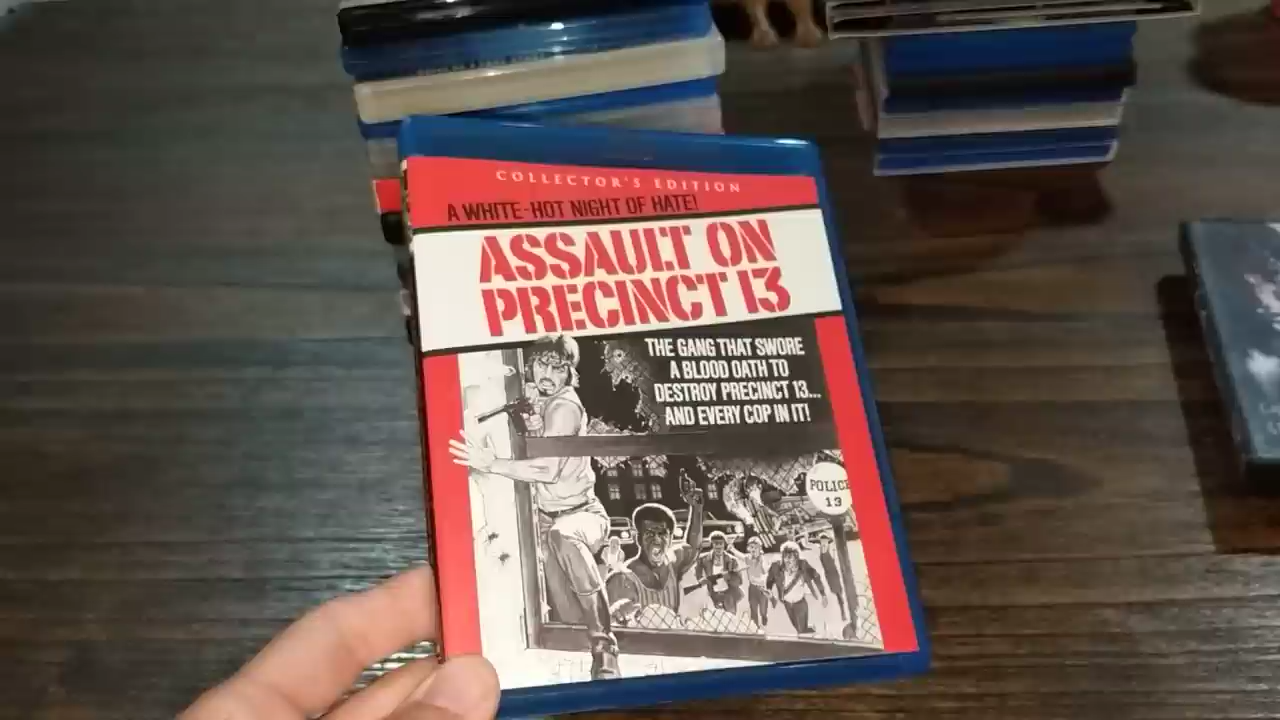 COLLECTOR'S EDITION
A WHITE-HOT NIGHT OF HATE!
ASSAULT ON
PRECINCT 13
THE GANG THAT SWORE
A BLOOD OATH TO
DESTROY PRECINCT 13...
AND EVERY COP IN IT!
POLICE
13